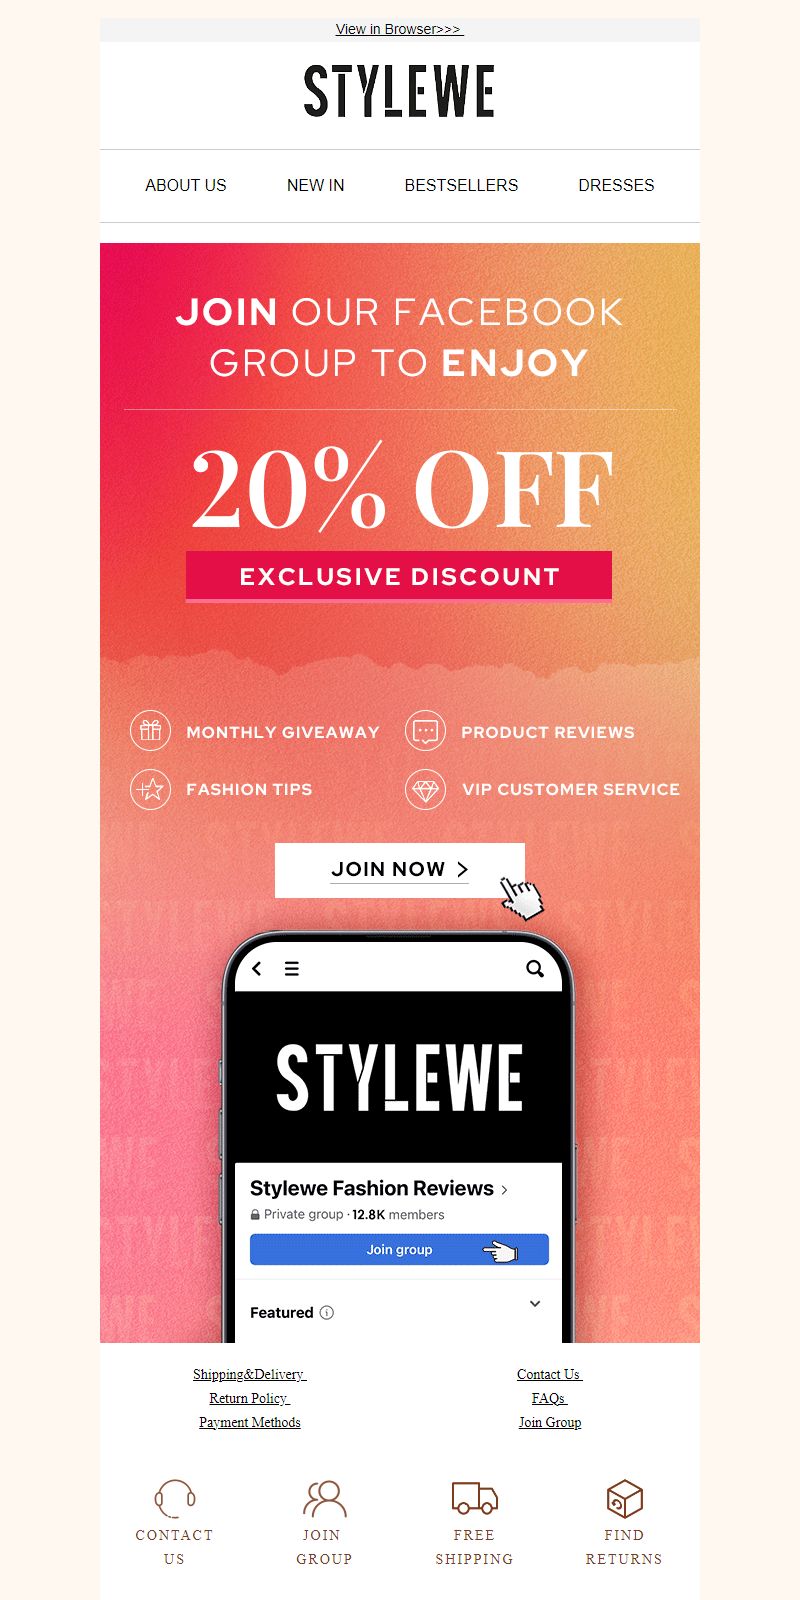 View in Browser>>>
STYLEWE
ABOUT US NEW IN BESTSELLERS DRESSES
JOIN OUR FACEBOOK
GROUP TO ENJOY
20% OFF
EXCLUSIVE DISCOUNT
MONTHLY GIVEAWAY PRODUCT REVIEWS
FASHION TIPS VIP CUSTOMER SERVICE
JOIN NOW >
STYLEWE
Stylewe Fashion Reviews >
Private group · 12.8K members
Join group
Featured
Shipping&Delivery Contact Us
Return Policy FAQs
Payment Methods Join Group
CONTACT JOIN FREE FIND
US GROUP SHIPPING RETURNS